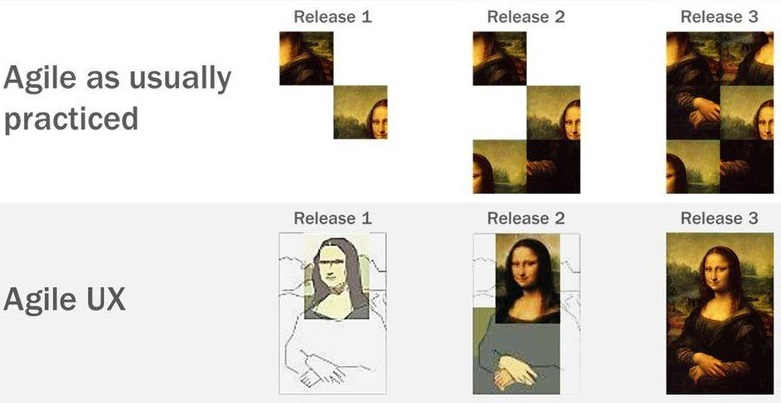 Release 1
Release 2
Release 3
Agile as usually
practiced
Release 1
Release 2
Release 3
Agile UX